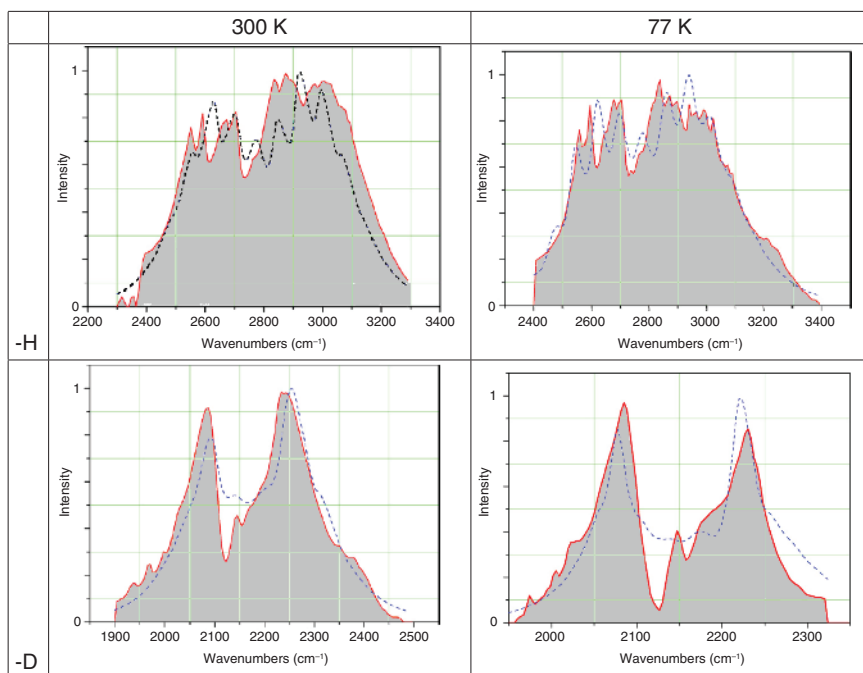 300 K 77 K
1
Intensity
0
2200 2400 2600 2800 3000 3200 3400
Wavenumbers (cm⁻¹)
1
Intensity
0
2400 2600 2800 3000 3200 3400
Wavenumbers (cm⁻¹)
-H
1
Intensity
0
1900 2000 2100 2200 2300 2400 2500
Wavenumbers (cm⁻¹)
1
Intensity
0
2000 2100 2200 2300
Wavenumbers (cm⁻¹)
-D